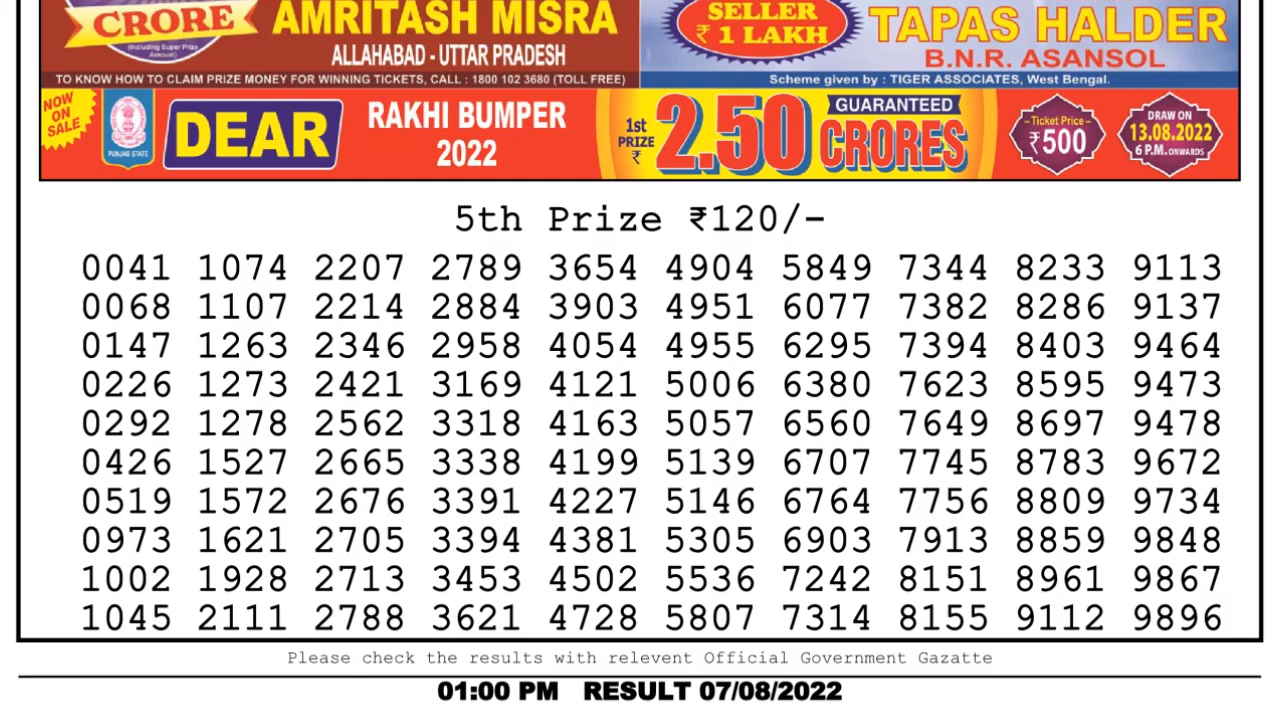 CRORE
(Including Super Prize Amount)
AMRITASH MISRA
ALLAHABAD - UTTAR PRADESH
TO KNOW HOW TO CLAIM PRIZE MONEY FOR WINNING TICKETS, CALL : 1800 102 3680 (TOLL FREE)
SELLER
₹ 1 LAKH
TAPAS HALDER
B.N.R. ASANSOL
Scheme given by : TIGER ASSOCIATES, West Bengal.
NOW ON SALE
PUNJAB STATE
DEAR
RAKHI BUMPER
2022
1st PRIZE ₹
2.50
GUARANTEED
CRORES
Ticket Price
₹500
DRAW ON
13.08.2022
6 P.M. ONWARDS
5th Prize ₹120/-
0041 1074 2207 2789 3654 4904 5849 7344 8233 9113
0068 1107 2214 2884 3903 4951 6077 7382 8286 9137
0147 1263 2346 2958 4054 4955 6295 7394 8403 9464
0226 1273 2421 3169 4121 5006 6380 7623 8595 9473
0292 1278 2562 3318 4163 5057 6560 7649 8697 9478
0426 1527 2665 3338 4199 5139 6707 7745 8783 9672
0519 1572 2676 3391 4227 5146 6764 7756 8809 9734
0973 1621 2705 3394 4381 5305 6903 7913 8859 9848
1002 1928 2713 3453 4502 5536 7242 8151 8961 9867
1045 2111 2788 3621 4728 5807 7314 8155 9112 9896
Please check the results with relevent Official Government Gazatte
01:00 PM RESULT 07/08/2022